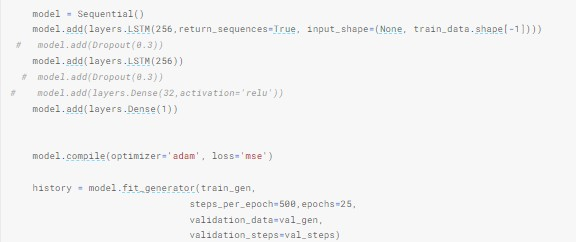 model = Sequential()
model.add(layers.LSTM(256,return_sequences=True, input_shape=(None, train_data.shape[-1])))
#   model.add(Dropout(0.3))
model.add(layers.LSTM(256))
#  model.add(Dropout(0.3))
#    model.add(layers.Dense(32,activation='relu'))
model.add(layers.Dense(1))
model.compile(optimizer='adam', loss='mse')
history = model.fit_generator(train_gen,
steps_per_epoch=500,epochs=25,
validation_data=val_gen,
validation_steps=val_steps)